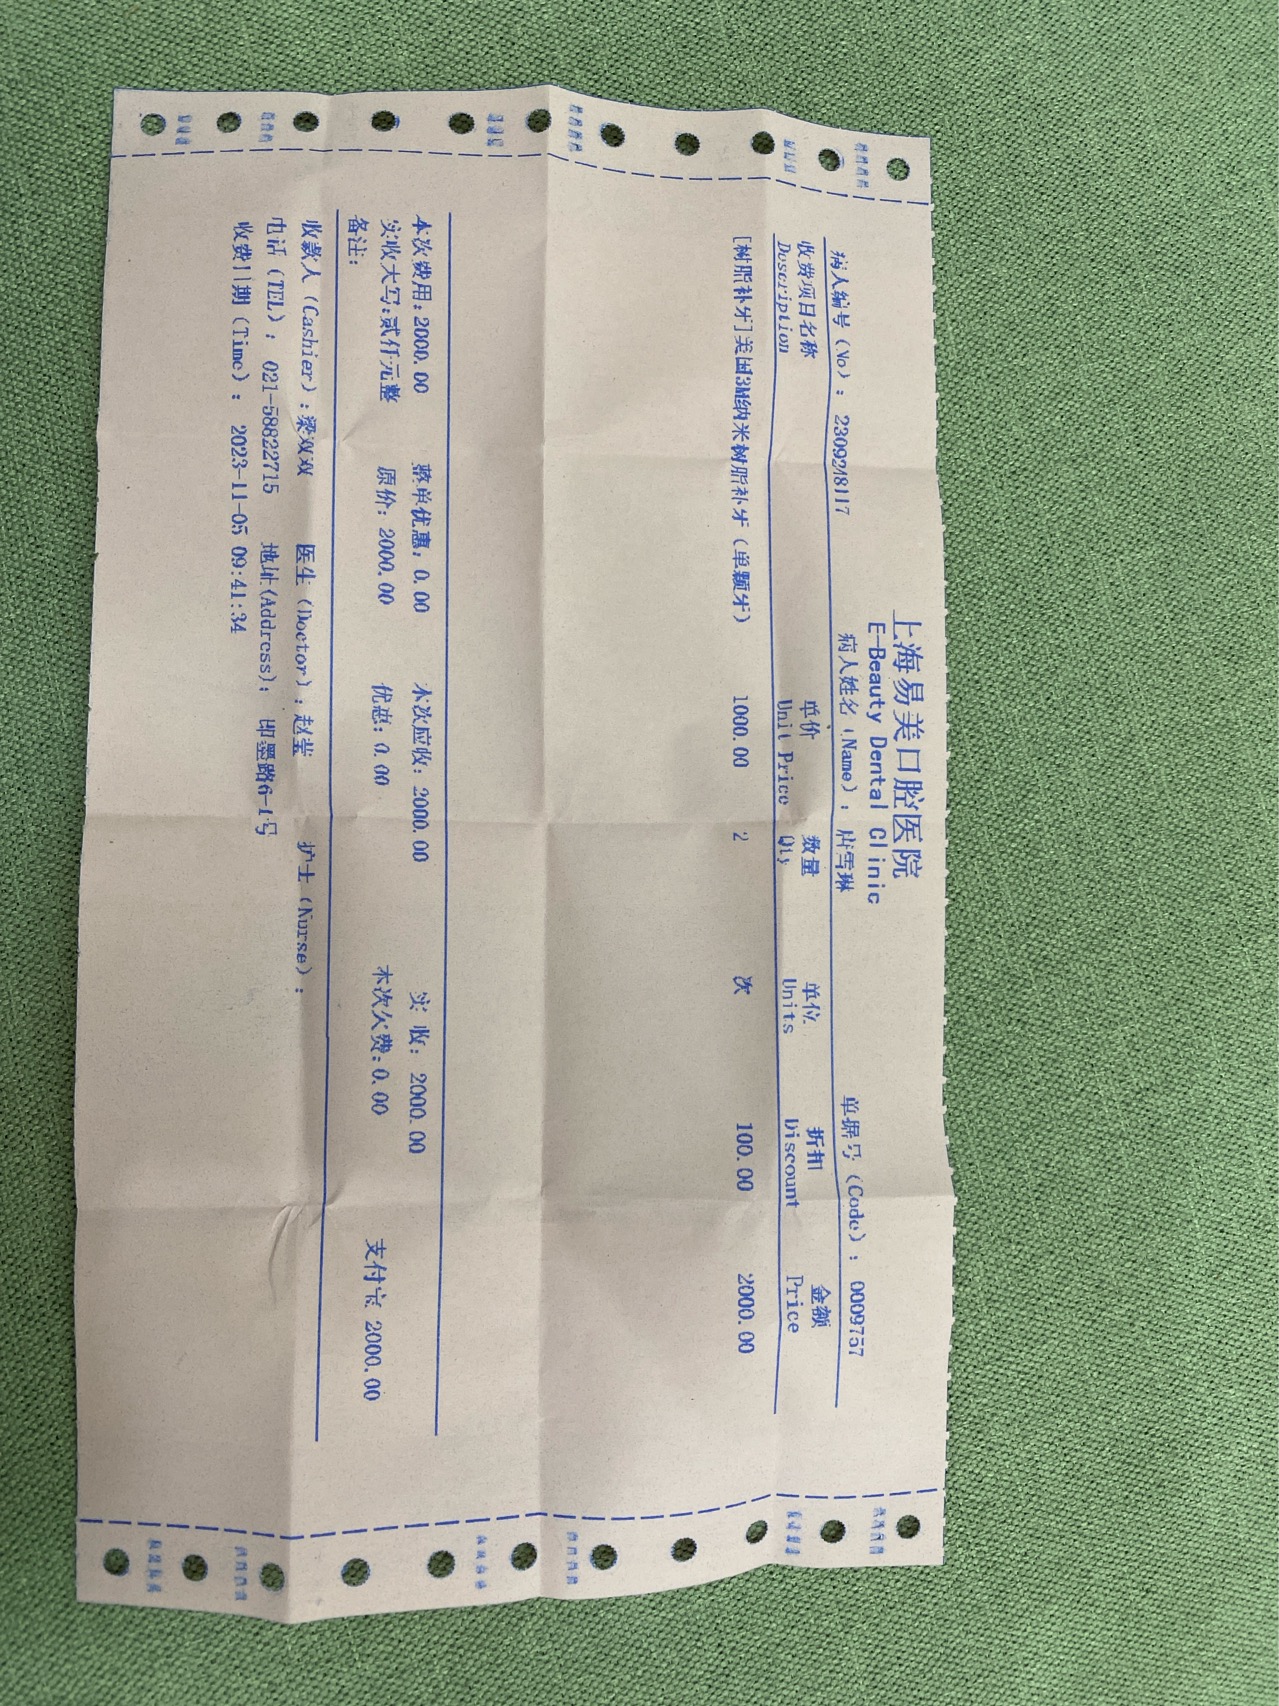 上海易美口腔医院
E-Beauty Dental Clinic
病人编号(No): 2309248117 病人姓名(Name): 唐雪琳 单据号(Code): 0009757
收费项目名称 单价 数量 单位 折扣 金额
Description Unit Price Qty Units Discount Price
[树脂补牙]美国3M纳米树脂补牙(单颗牙) 1000.00 2 次 100.00 2000.00
本次费用: 2000.00 整单优惠: 0.00 本次应收: 2000.00 实 收: 2000.00
实收大写:贰仟元整 原价: 2000.00 优惠: 0.00 本次欠费: 0.00 支付宝 2000.00
备注:
收款人(Cashier): 梁双双 医生(Doctor): 赵莹 护士(Nurse):
电话(TEL): 021-58822715 地址(Address): 即墨路6-1号
收费日期(Time): 2023-11-05 09:41:34